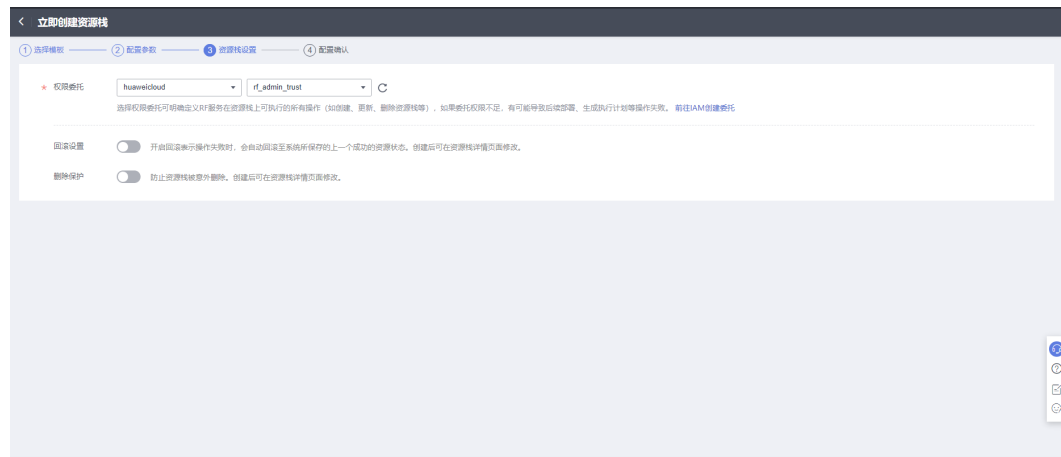 立即创建资源栈
1 选择模板 2 配置参数 3 资源栈设置 4 配置确认
* 权限委托 huaweicloud rf_admin_trust
选择权限委托可明确定义RF服务在资源栈上可执行的所有操作（如创建、更新、删除资源栈等），如果委托权限不足，有可能导致后续部署、生成执行计划等操作失败。 前往IAM创建委托
回滚设置 开启回滚表示操作失败时，会自动回滚至系统所保存的上一个成功的资源状态。创建后可在资源栈详情页面修改。
删除保护 防止资源栈被意外删除。创建后可在资源栈详情页面修改。